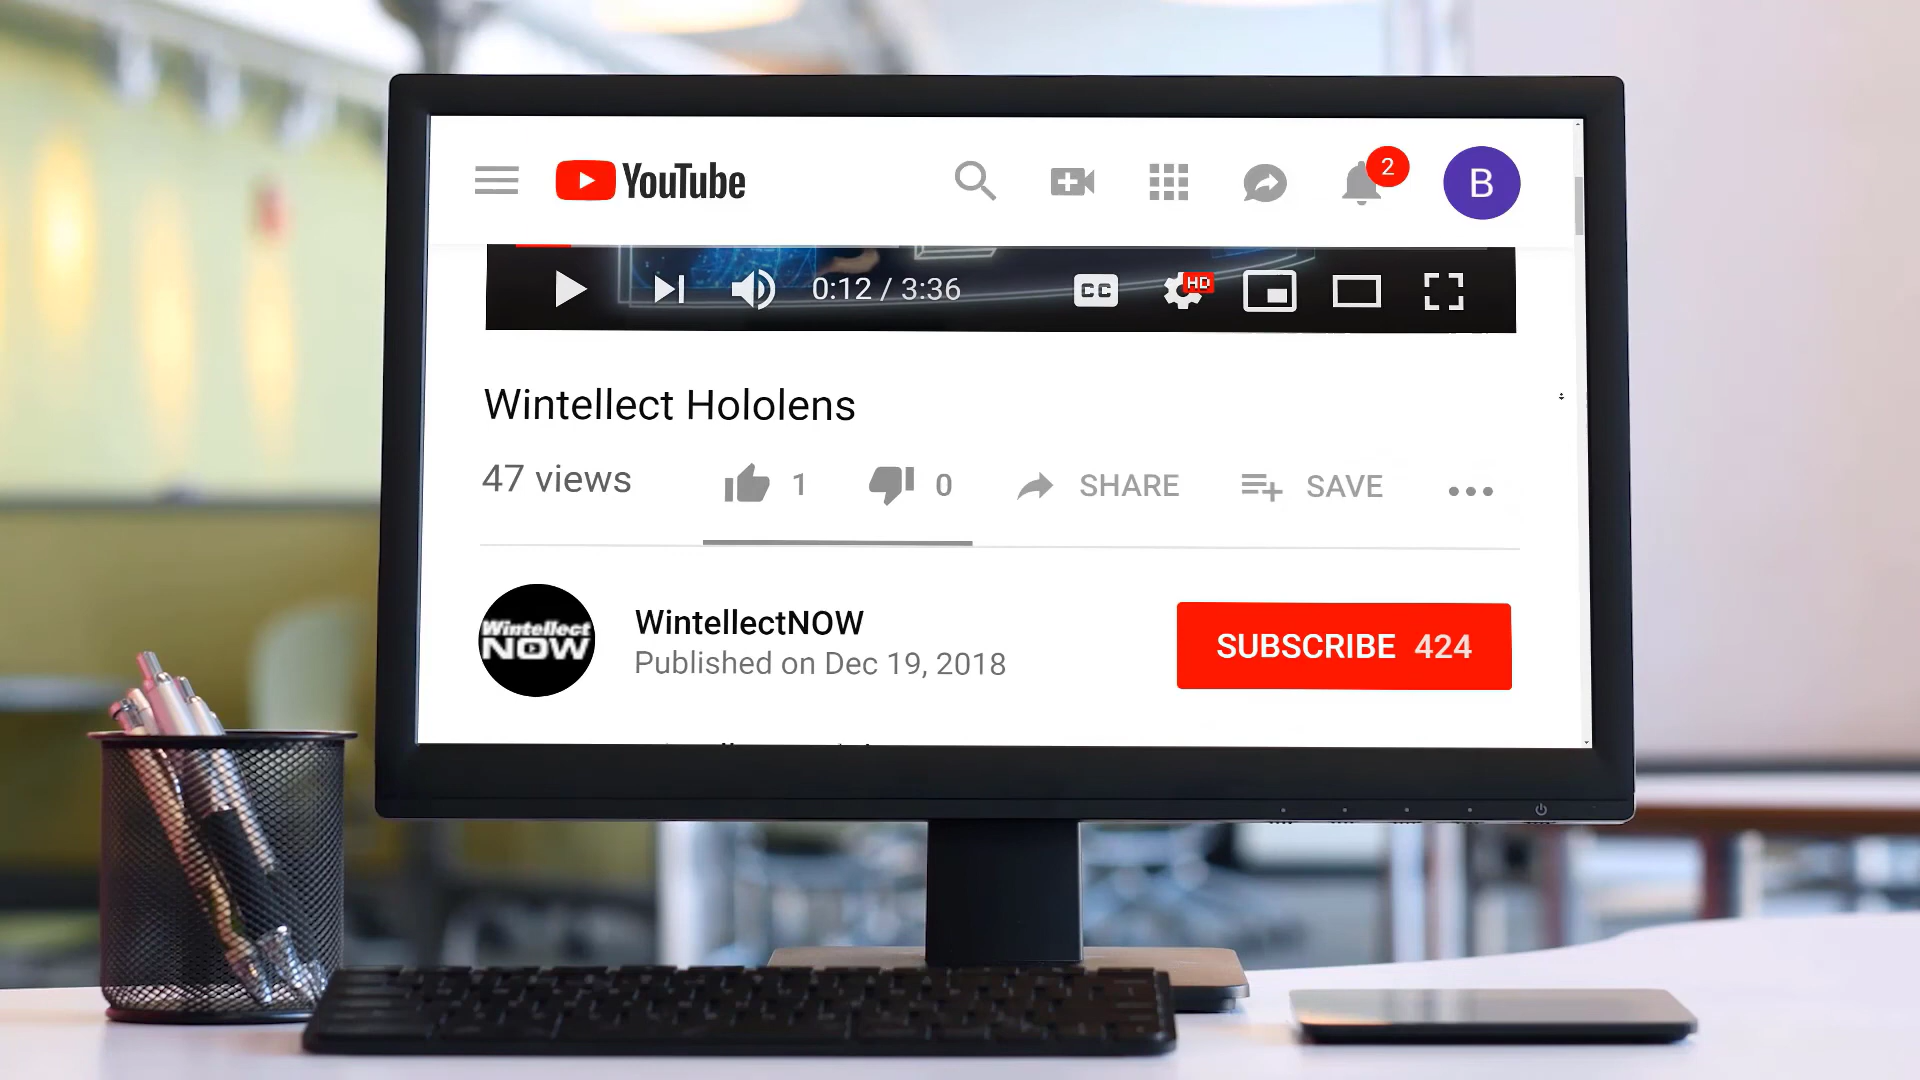 YouTube
2
B
0:12 / 3:36
CC
HD
Wintellect Hololens
47 views
1
0
SHARE
SAVE
Wintellect
NOW
WintellectNOW
Published on Dec 19, 2018
SUBSCRIBE 424